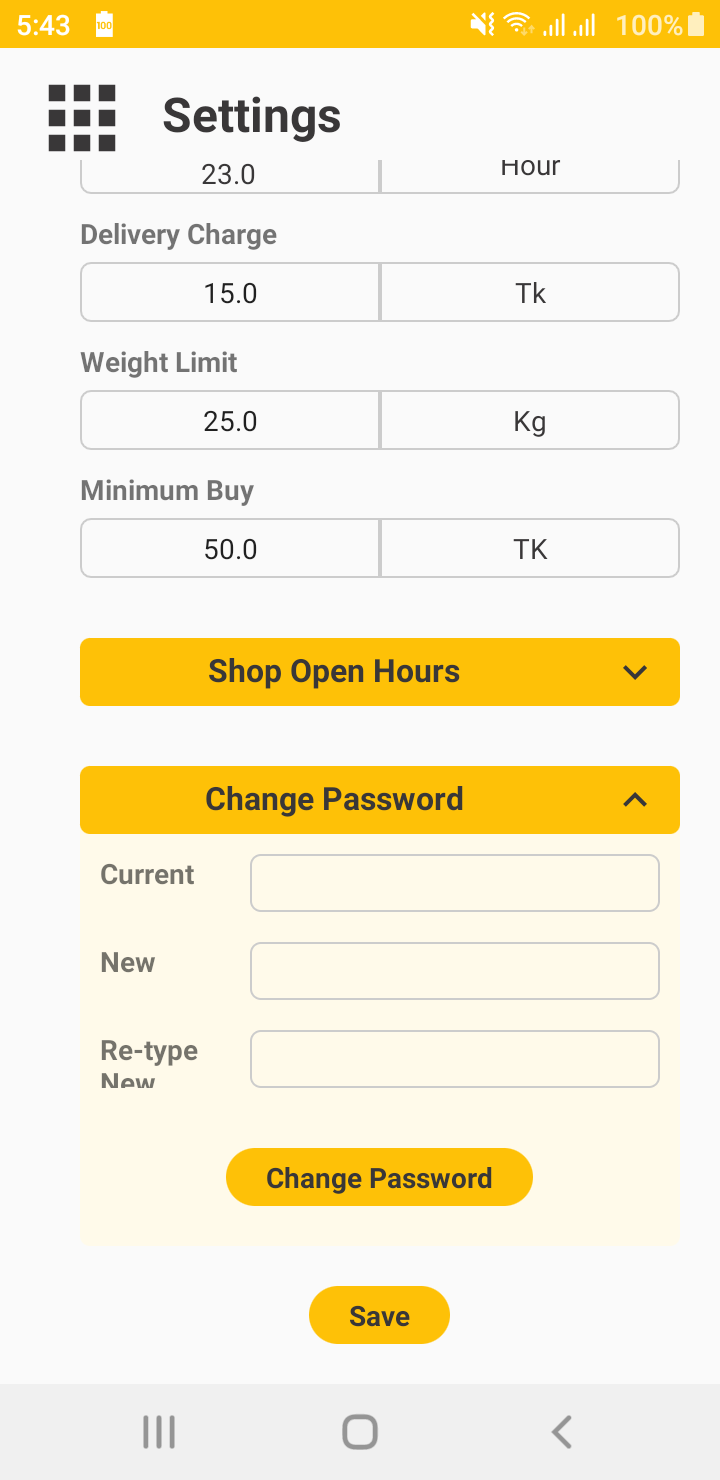 5:43
100
100%
Settings
23.0 Hour
Delivery Charge
15.0 Tk
Weight Limit
25.0 Kg
Minimum Buy
50.0 TK
Shop Open Hours
Change Password
Current
New
Re-type
New
Change Password
Save